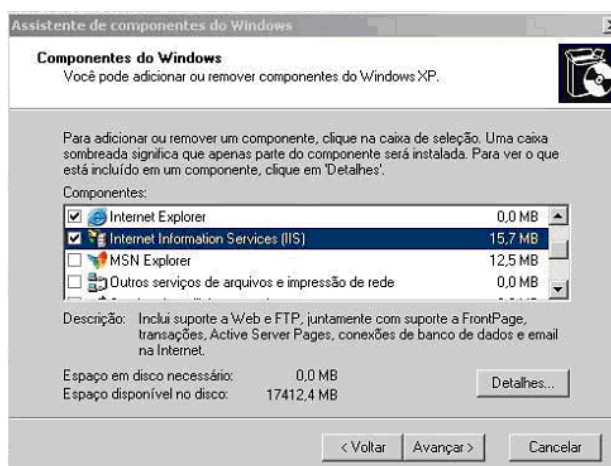 Assistente de componentes do Windows
Componentes do Windows
Você pode adicionar ou remover componentes do Windows XP.
Para adicionar ou remover um componente, clique na caixa de seleção. Uma caixa
sombreada significa que apenas parte do componente será instalada. Para ver o que
está incluído em um componente, clique em 'Detalhes'.
Componentes:
Internet Explorer 0,0 MB
Internet Information Services (IIS) 15,7 MB
MSN Explorer 12,5 MB
Outros serviços de arquivos e impressão de rede 0,0 MB
Descrição: Inclui suporte a Web e FTP, juntamente com suporte a FrontPage,
transações, Active Server Pages, conexões de banco de dados e email
na Internet.
Espaço em disco necessário: 0,0 MB
Espaço disponível no disco: 17412,4 MB
Detalhes...
< Voltar Avançar > Cancelar